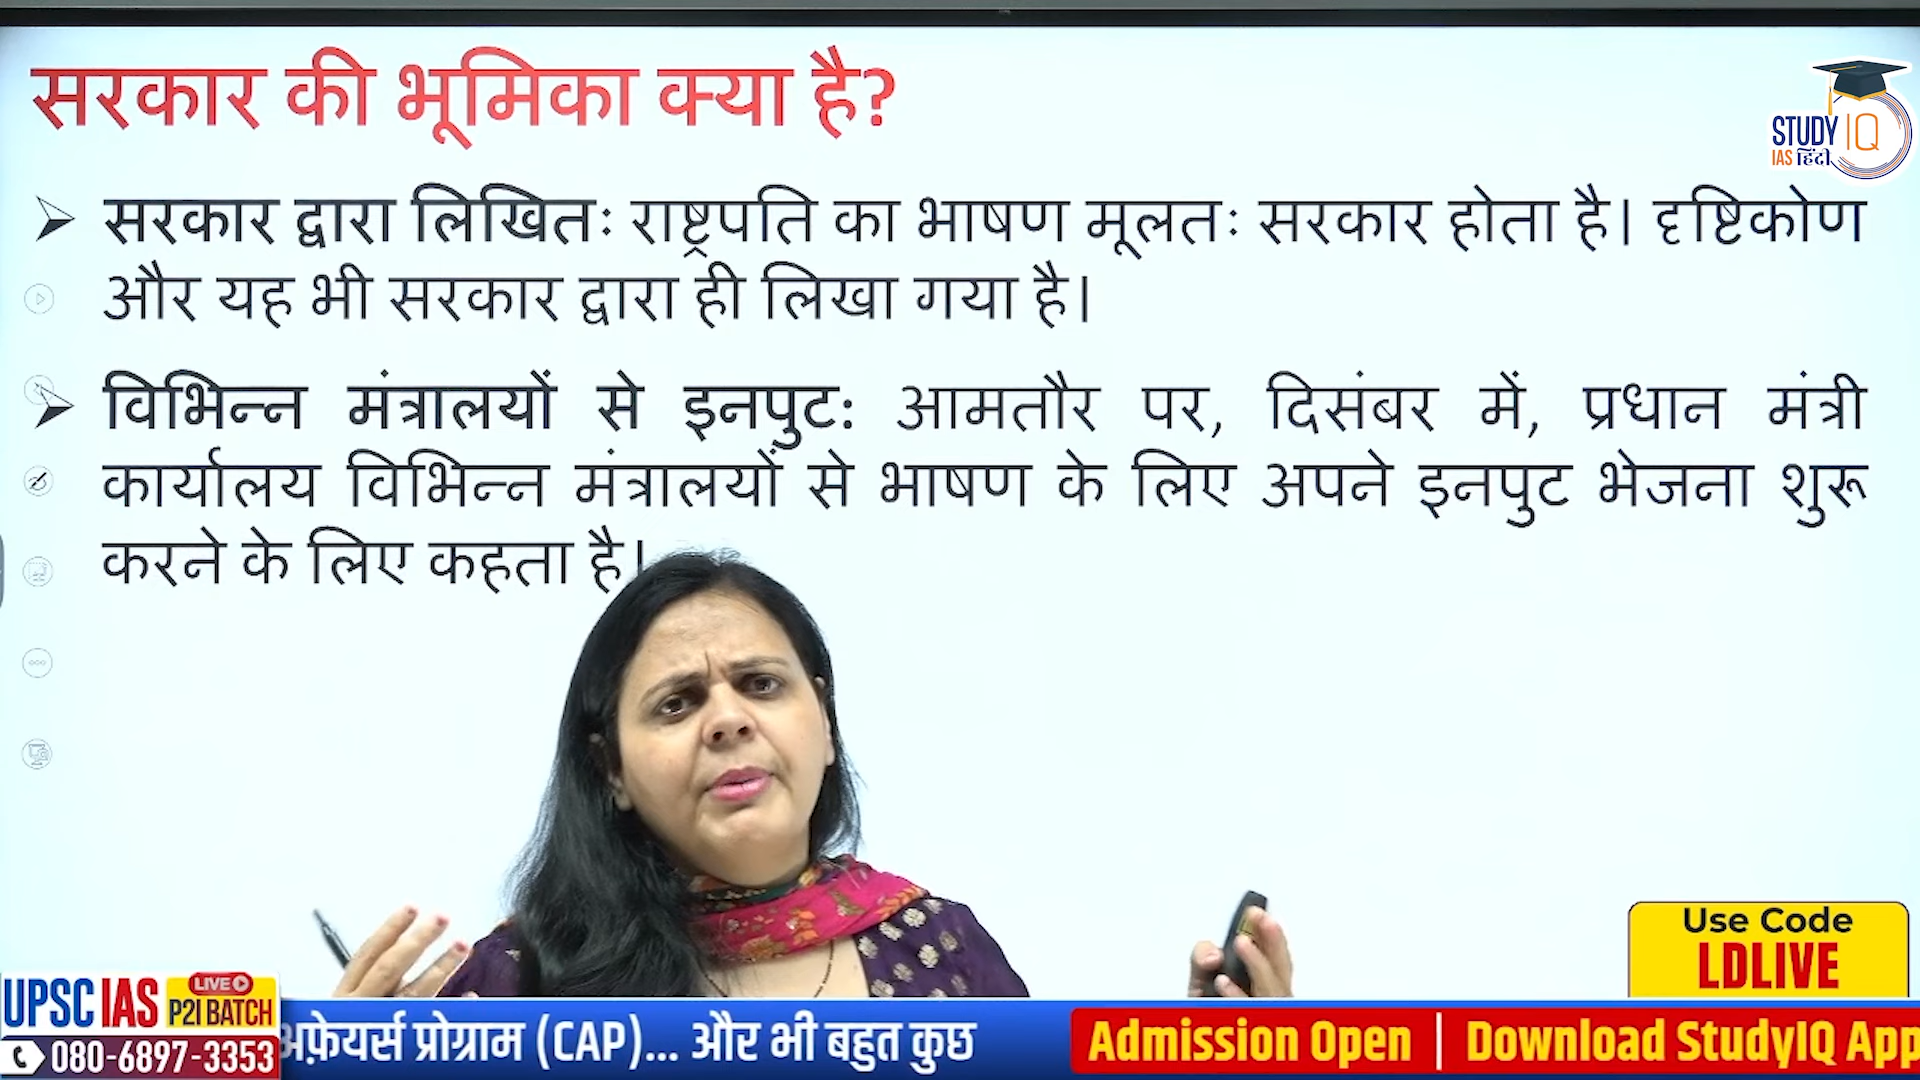 सरकार की भूमिका क्या है?
STUDY IQ
IAS हिंदी
➢ सरकार द्वारा लिखितः राष्ट्रपति का भाषण मूलतः सरकार होता है। दृष्टिकोण
और यह भी सरकार द्वारा ही लिखा गया है।
➢ विभिन्न मंत्रालयों से इनपुटः आमतौर पर, दिसंबर में, प्रधान मंत्री
कार्यालय विभिन्न मंत्रालयों से भाषण के लिए अपने इनपुट भेजना शुरू
करने के लिए कहता है।
Use Code
LDLIVE
UPSC IAS LIVE P2I BATCH
080-6897-3353
अफ़ेयर्स प्रोग्राम (CAP)... और भी बहुत कुछ
Admission Open | Download StudyIQ App